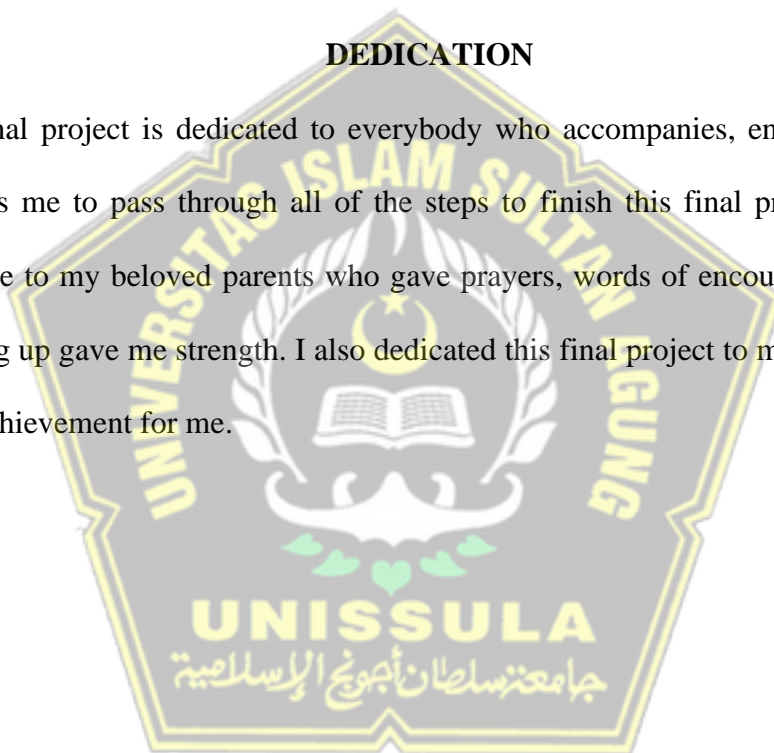 DEDICATION
nal project is dedicated to everybody who accompanies, en
s me to pass through all of the steps to finish this final pr
e to my beloved parents who gave prayers, words of encou
g up gave me strength. I also dedicated this final project to m
chievement for me.
UNIVERSITAS ISLAM SULTAN AGUNG
UNISSULA
جامعة سلطان أجونج الإسلامية